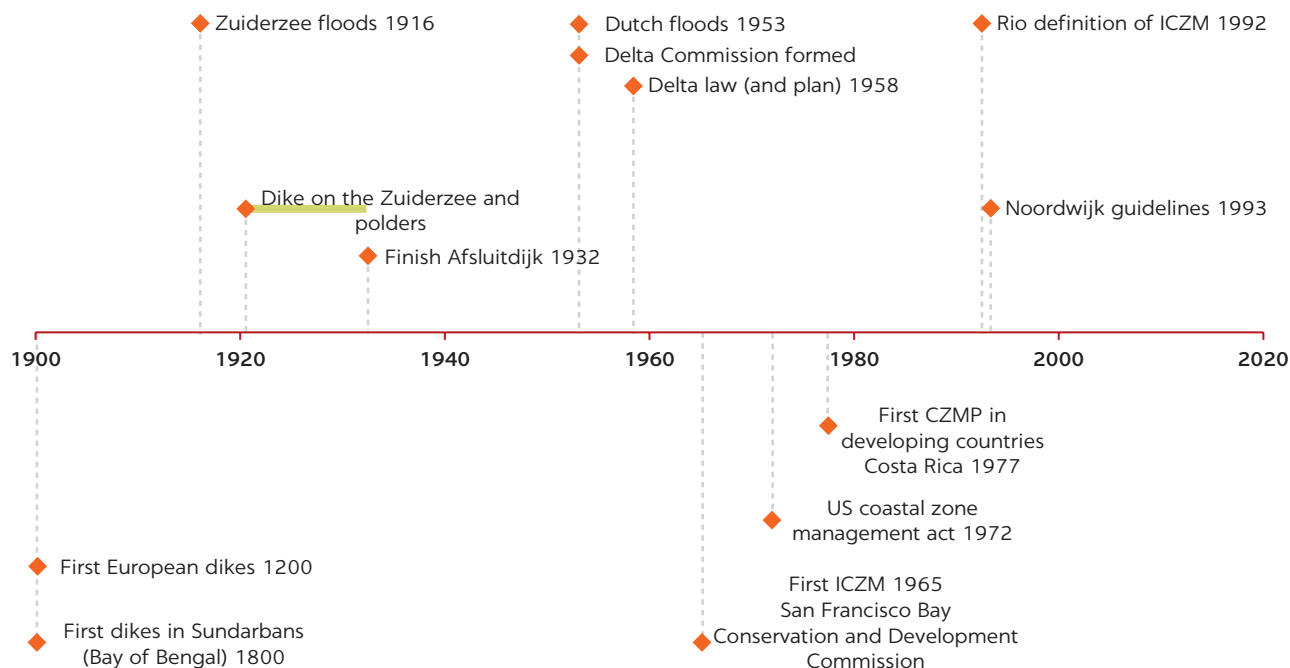 Zuiderzee floods 1916
Dutch floods 1953
Rio definition of ICZM 1992
Delta Commission formed
Delta law (and plan) 1958
Dike on the Zuiderzee and
polders
Noordwijk guidelines 1993
Finish Afsluitdijk 1932
1900
1920
1940
1960
1980
2000
2020
First CZMP in
developing countries
Costa Rica 1977
US coastal zone
management act 1972
First European dikes 1200
First ICZM 1965
San Francisco Bay
Conservation and Development
Commission
First dikes in Sundarbans
(Bay of Bengal) 1800